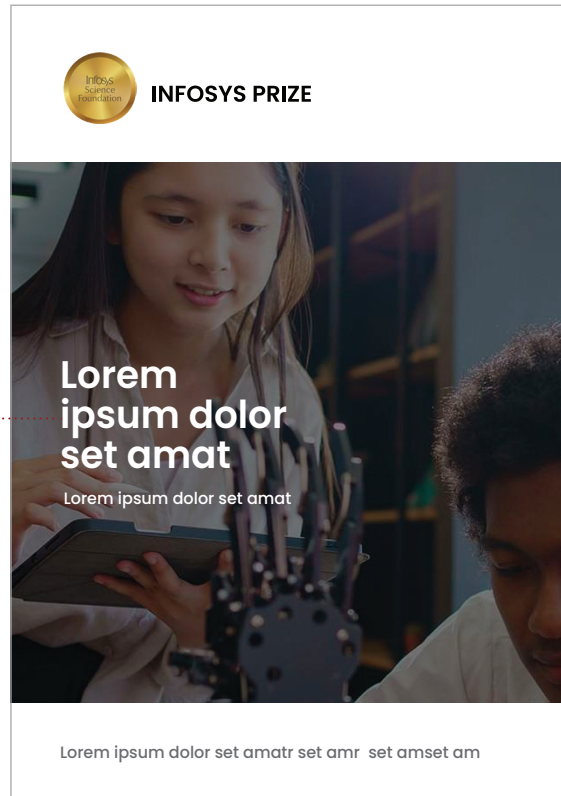 Infosys
Science
Foundation
INFOSYS PRIZE
Lorem
ipsum dolor
set amat
Lorem ipsum dolor set amat
Lorem ipsum dolor set amatr set amr  set amset am